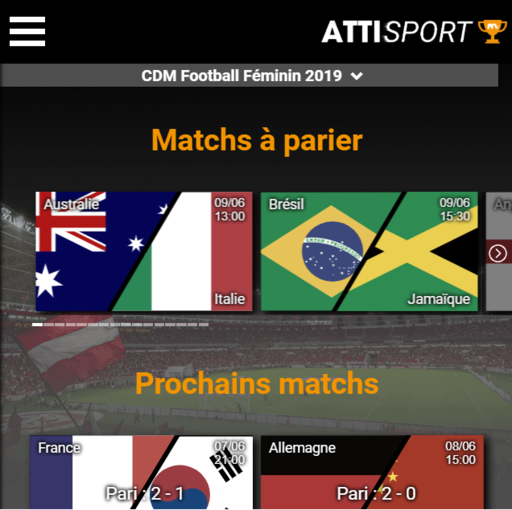 ATTISPORT
CDM Football Féminin 2019
Matchs à parier
Australie
09/06
13:00
Italie
Brésil
09/06
15:30
Jamaïque
An
Prochains matchs
France
07/06
21:00
Pari : 2 - 1
Allemagne
08/06
15:00
Pari : 2 - 0